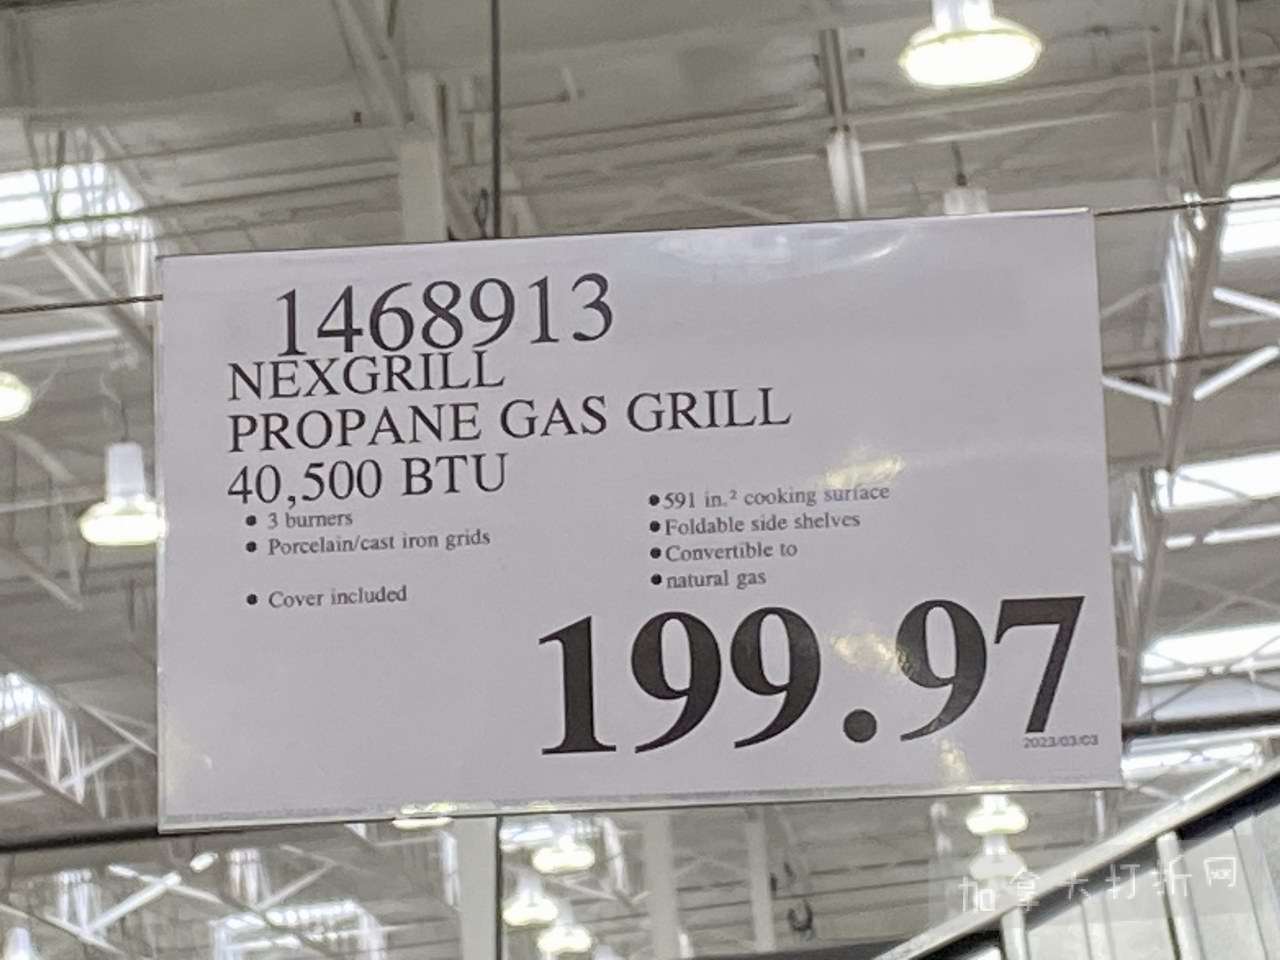 1468913
NEXGRILL
PROPANE GAS GRILL
40,500 BTU
• 3 burners
• Porcelain/cast iron grids
• Cover included
• 591 in.² cooking surface
• Foldable side shelves
• Convertible to
• natural gas
199.97
2023/03/03
加拿大打折网